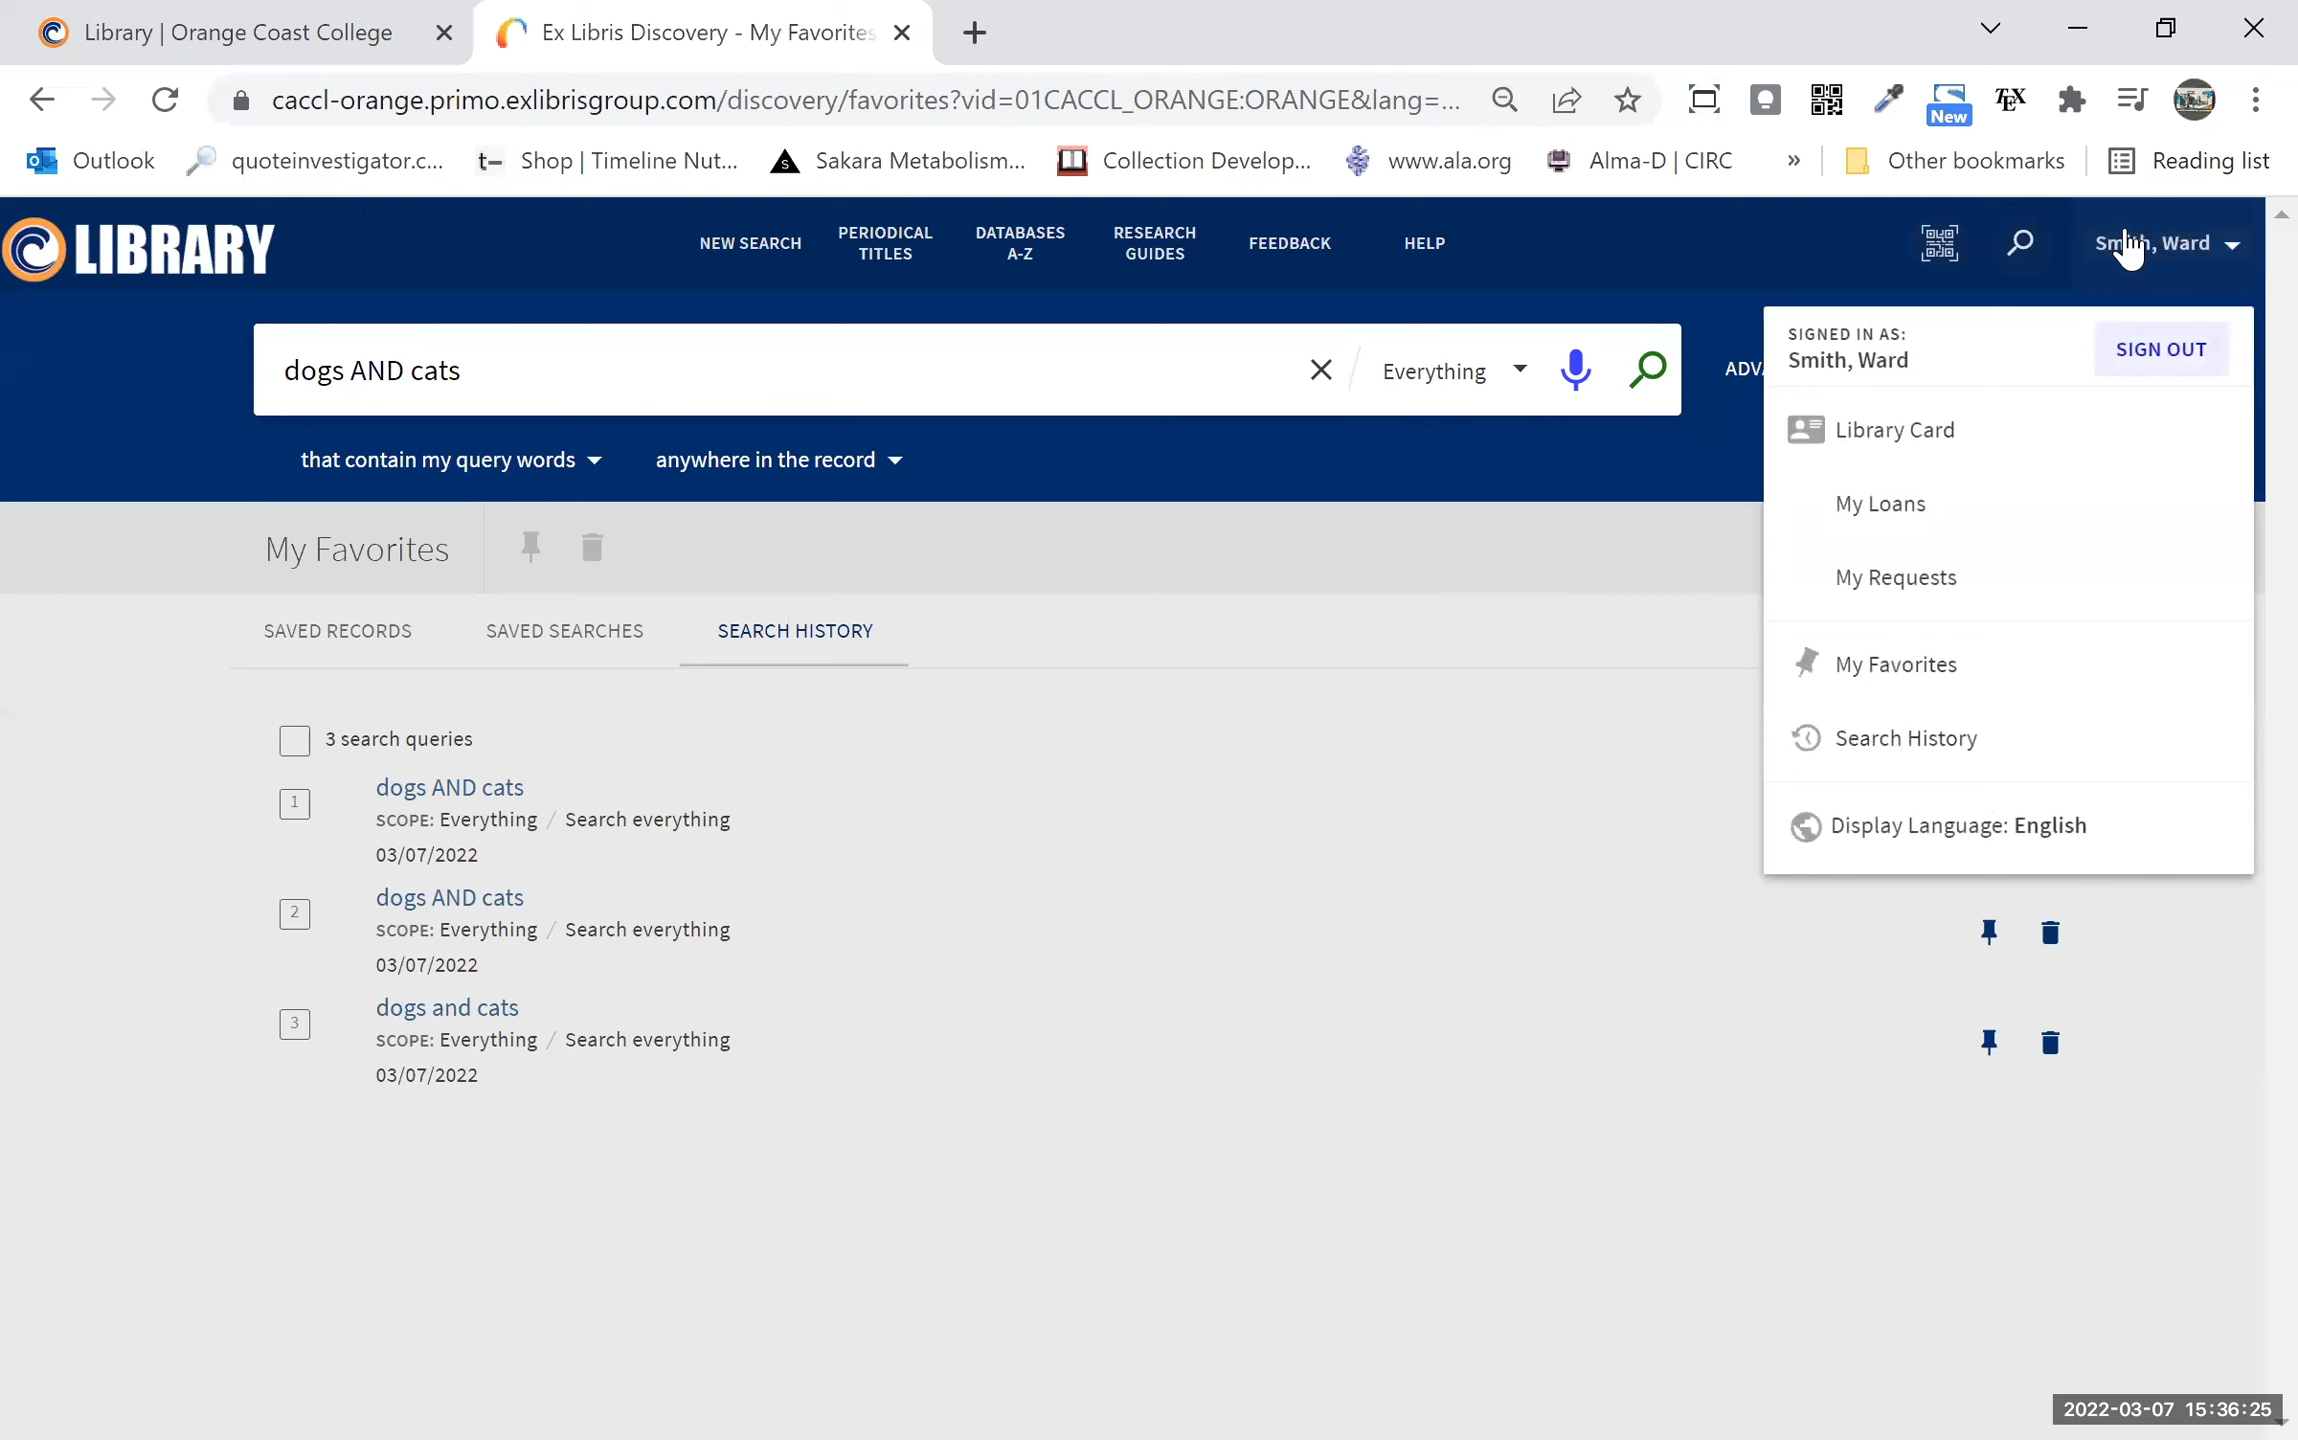 Library | Orange Coast College
Ex Libris Discovery - My Favorites
caccl-orange.primo.exlibrisgroup.com/discovery/favorites?vid=01CACCL_ORANGE:ORANGE&lang=...
New
TEX
Outlook
quoteinvestigator.c...
t— Shop | Timeline Nut...
Sakara Metabolism...
Collection Develop...
www.ala.org
Alma-D | CIRC
»
Other bookmarks
Reading list
LIBRARY
NEW SEARCH
PERIODICAL
TITLES
DATABASES
A-Z
RESEARCH
GUIDES
FEEDBACK
HELP
Smith, Ward
dogs AND cats
Everything
ADV
that contain my query words
anywhere in the record
SIGNED IN AS:
Smith, Ward
SIGN OUT
Library Card
My Loans
My Requests
My Favorites
Search History
Display Language: English
My Favorites
SAVED RECORDS
SAVED SEARCHES
SEARCH HISTORY
3 search queries
1
dogs AND cats
SCOPE: Everything / Search everything
03/07/2022
2
dogs AND cats
SCOPE: Everything / Search everything
03/07/2022
3
dogs and cats
SCOPE: Everything / Search everything
03/07/2022
2022-03-07 15:36:25